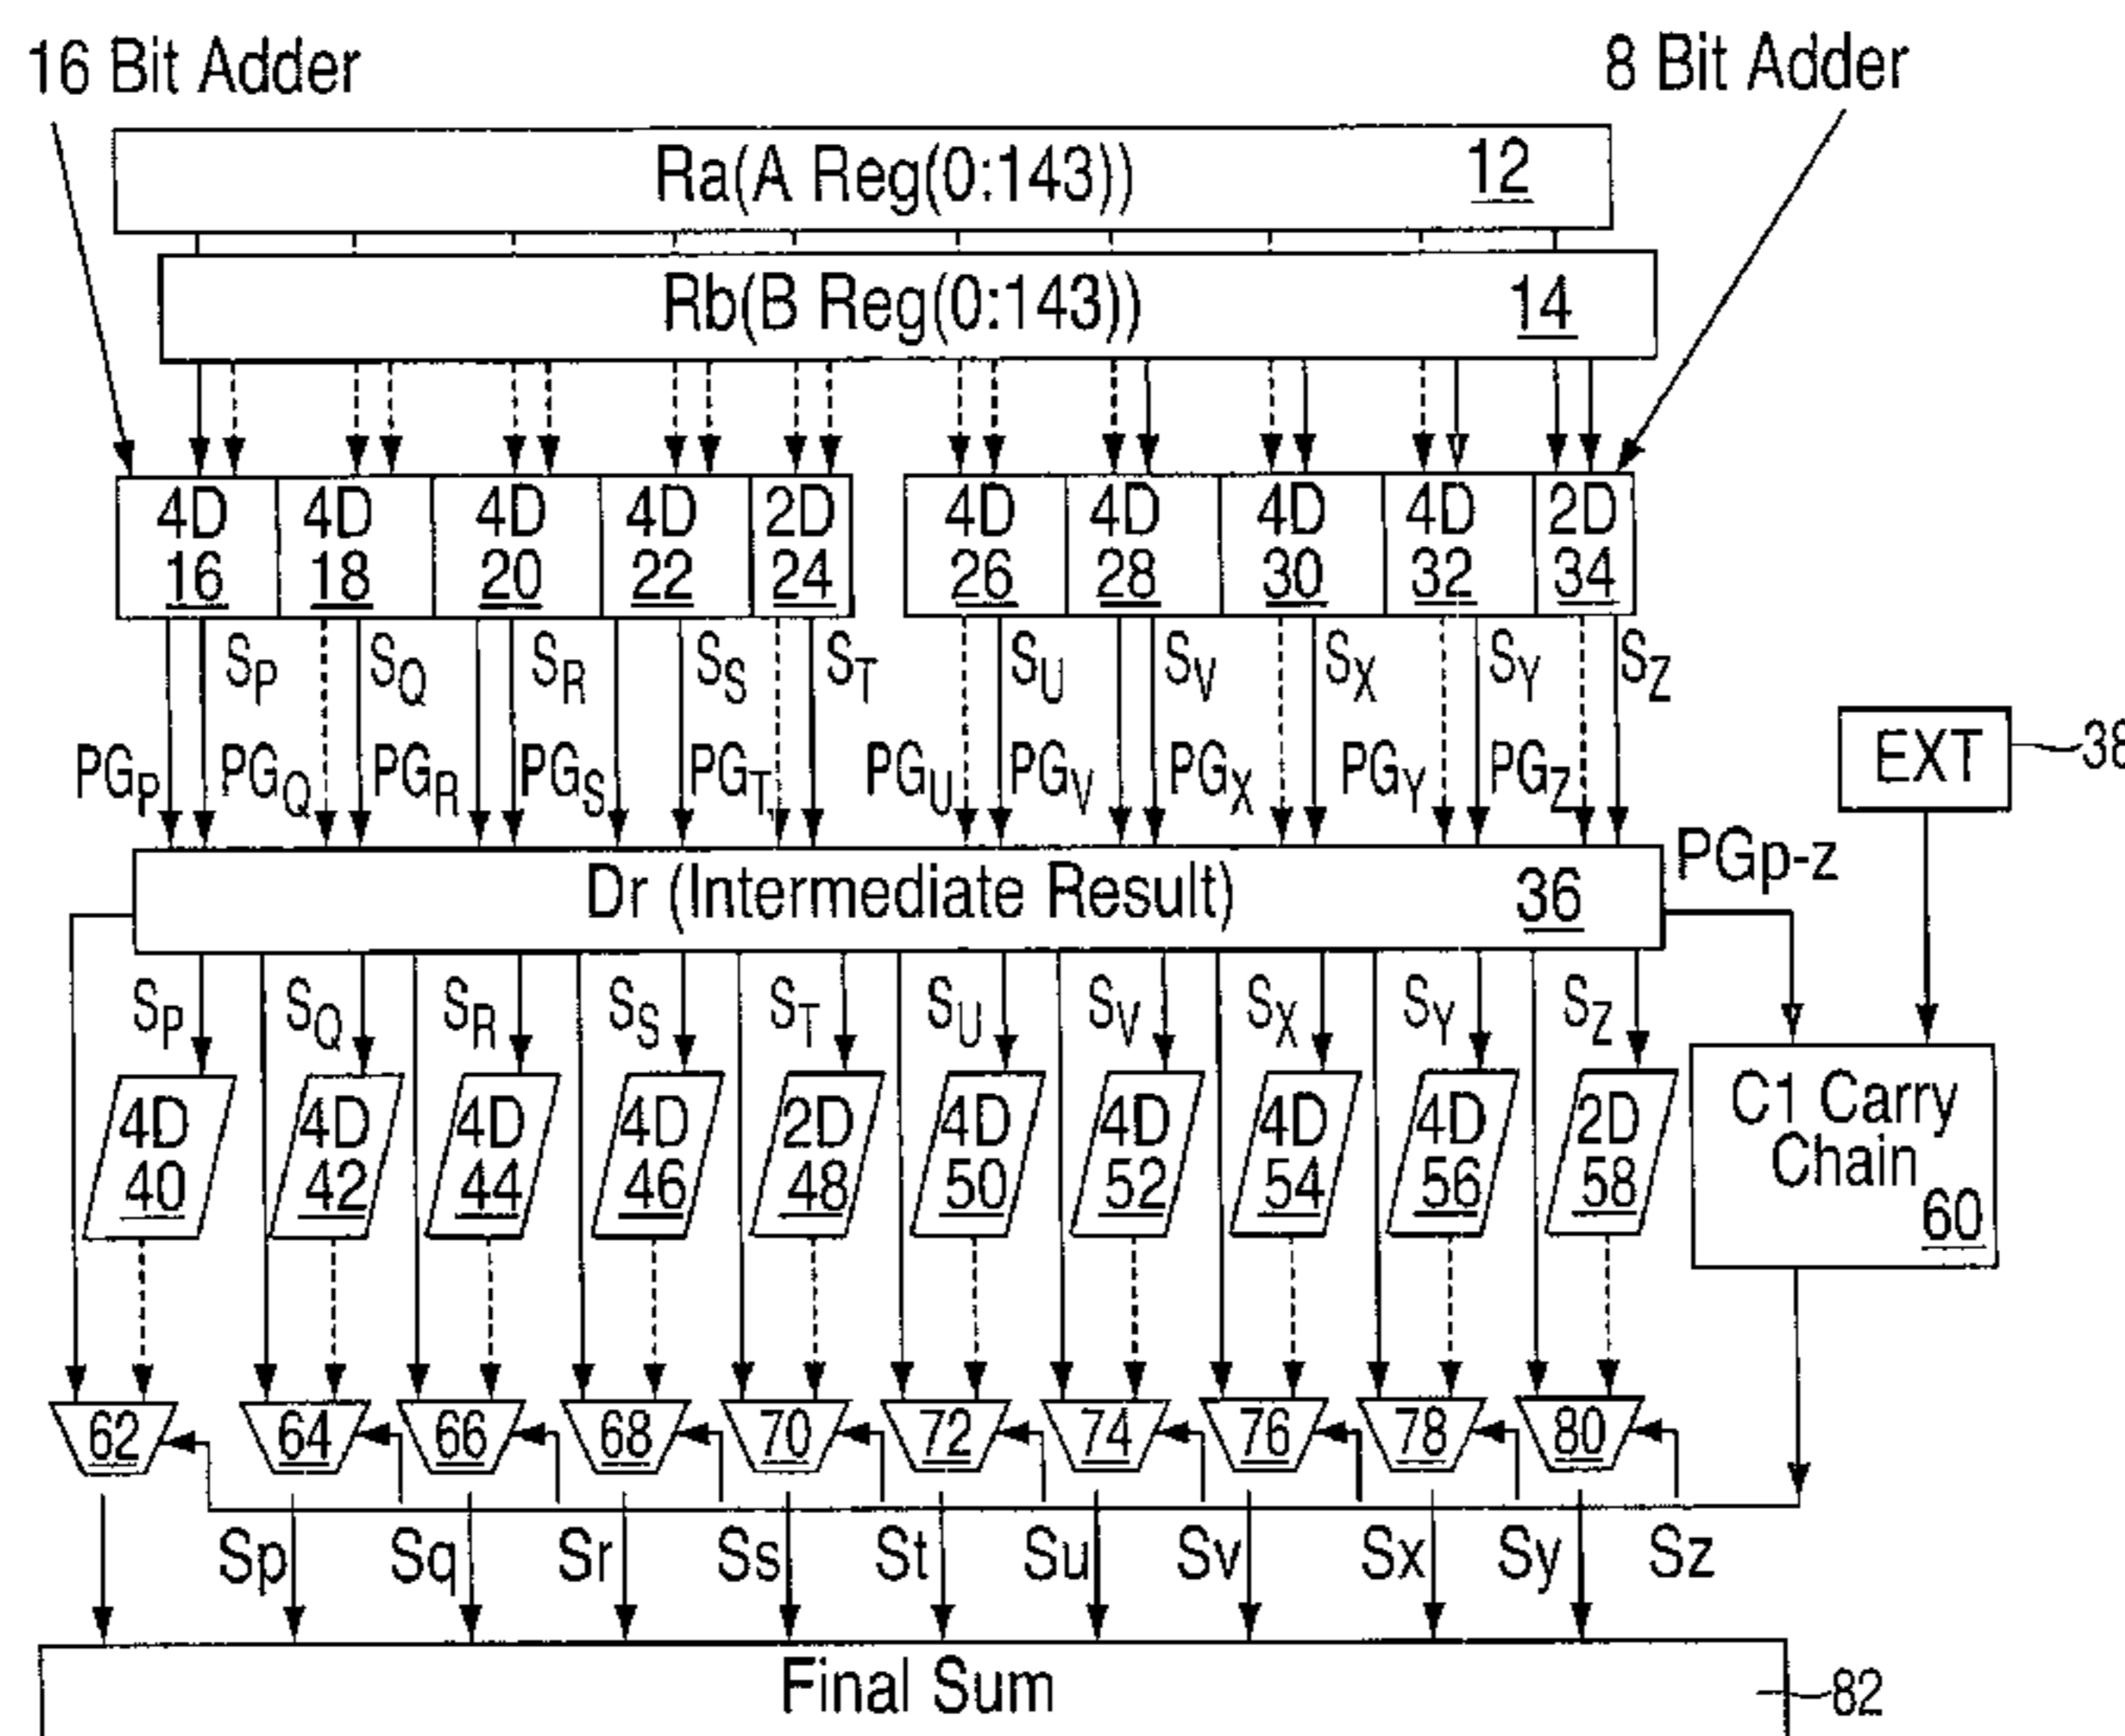 16 Bit Adder 8 Bit Adder
Ra(A Reg(0:143)) 12
Rb(B Reg(0:143)) 14
4D 4D 4D 4D 2D 4D 4D 4D 4D 2D
16 18 20 22 24 26 28 30 32 34
SP SQ SR SS ST SU SV SX SY SZ
PGP PGQ PGR PGS PGT PGU PGV PGX PGY PGZ
EXT 38
Dr (Intermediate Result) 36 PGp-z
SP SQ SR SS ST SU SV SX SY SZ
4D 4D 4D 4D 2D 4D 4D 4D 4D 2D
40 42 44 46 48 50 52 54 56 58
C1 Carry
Chain
60
62 64 66 68 70 72 74 76 78 80
Sp Sq Sr Ss St Su Sv Sx Sy Sz
Final Sum 82